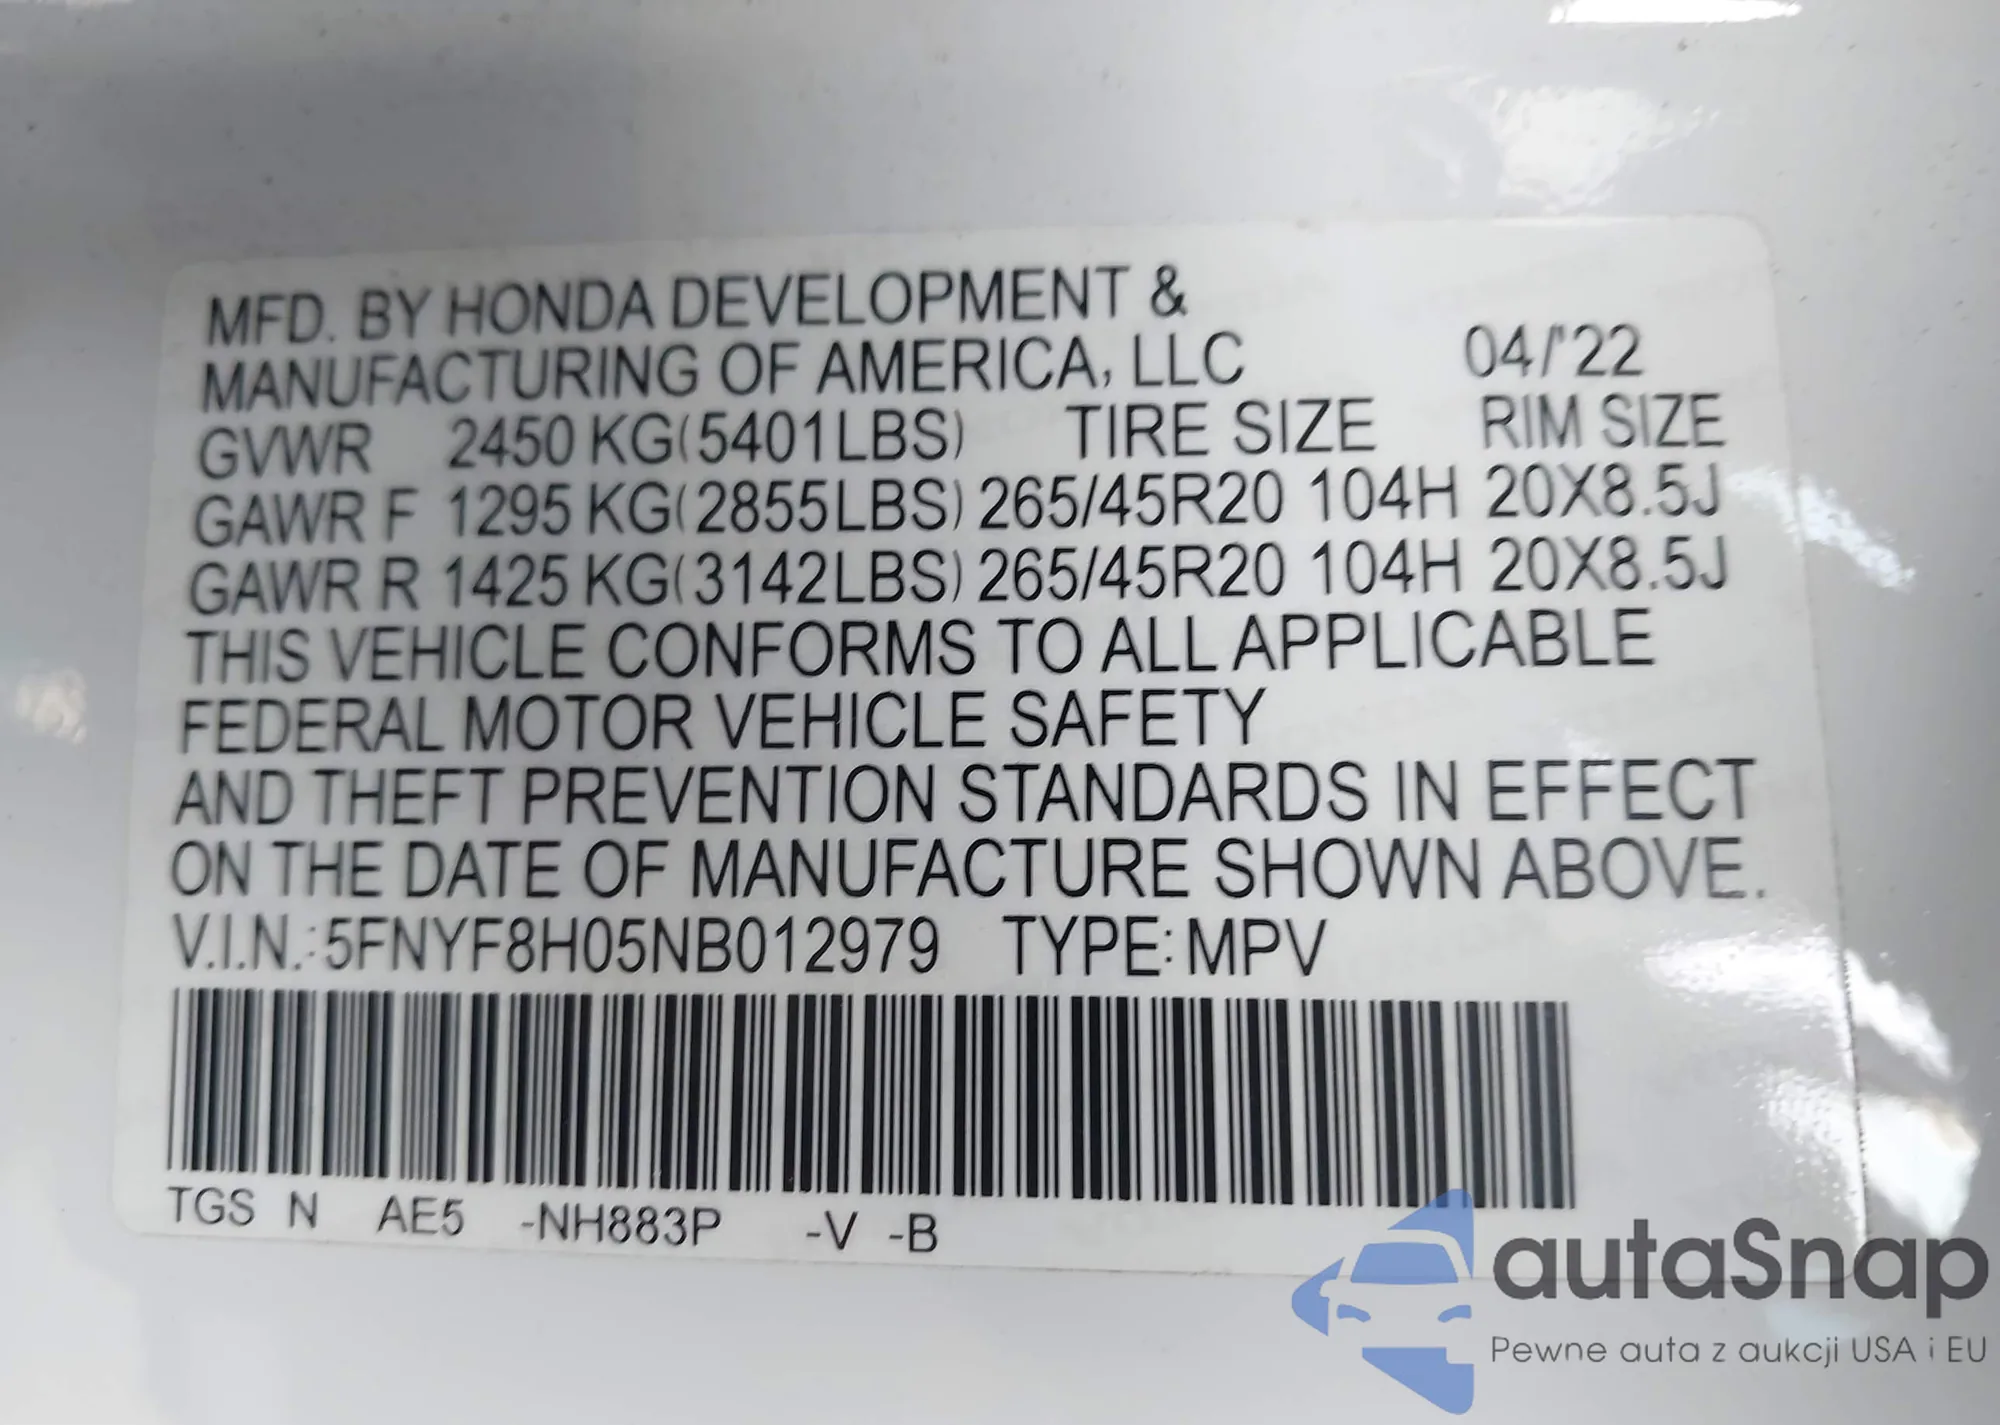 MFD. BY HONDA DEVELOPMENT &
MANUFACTURING OF AMERICA, LLC 04/'22
GVWR 2450 KG(5401LBS) TIRE SIZE RIM SIZE
GAWR F 1295 KG(2855LBS) 265/45R20 104H 20X8.5J
GAWR R 1425 KG(3142LBS) 265/45R20 104H 20X8.5J
THIS VEHICLE CONFORMS TO ALL APPLICABLE
FEDERAL MOTOR VEHICLE SAFETY
AND THEFT PREVENTION STANDARDS IN EFFECT
ON THE DATE OF MANUFACTURE SHOWN ABOVE.
V.I.N.:5FNYF8H05NB012979 TYPE:MPV
TGS N AE5 -NH883P -V -B
autaSnap
Pewne auta z aukcji USA i EU